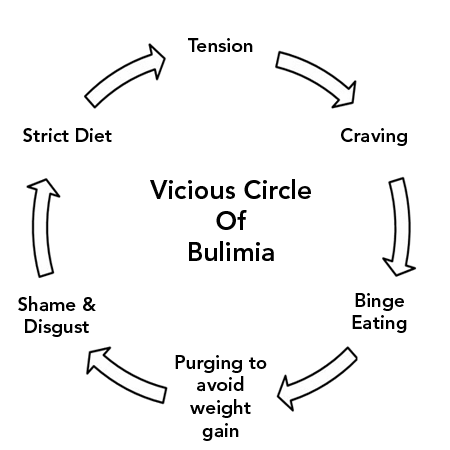 Tension
Craving
Binge
Eating
Purging to
avoid
weight
gain
Shame &
Disgust
Strict Diet
Vicious Circle
Of
Bulimia